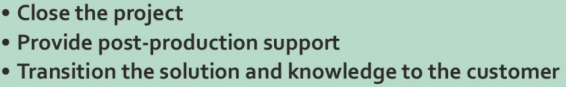 • Close the project
• Provide post-production support
• Transition the solution and knowledge to the customer